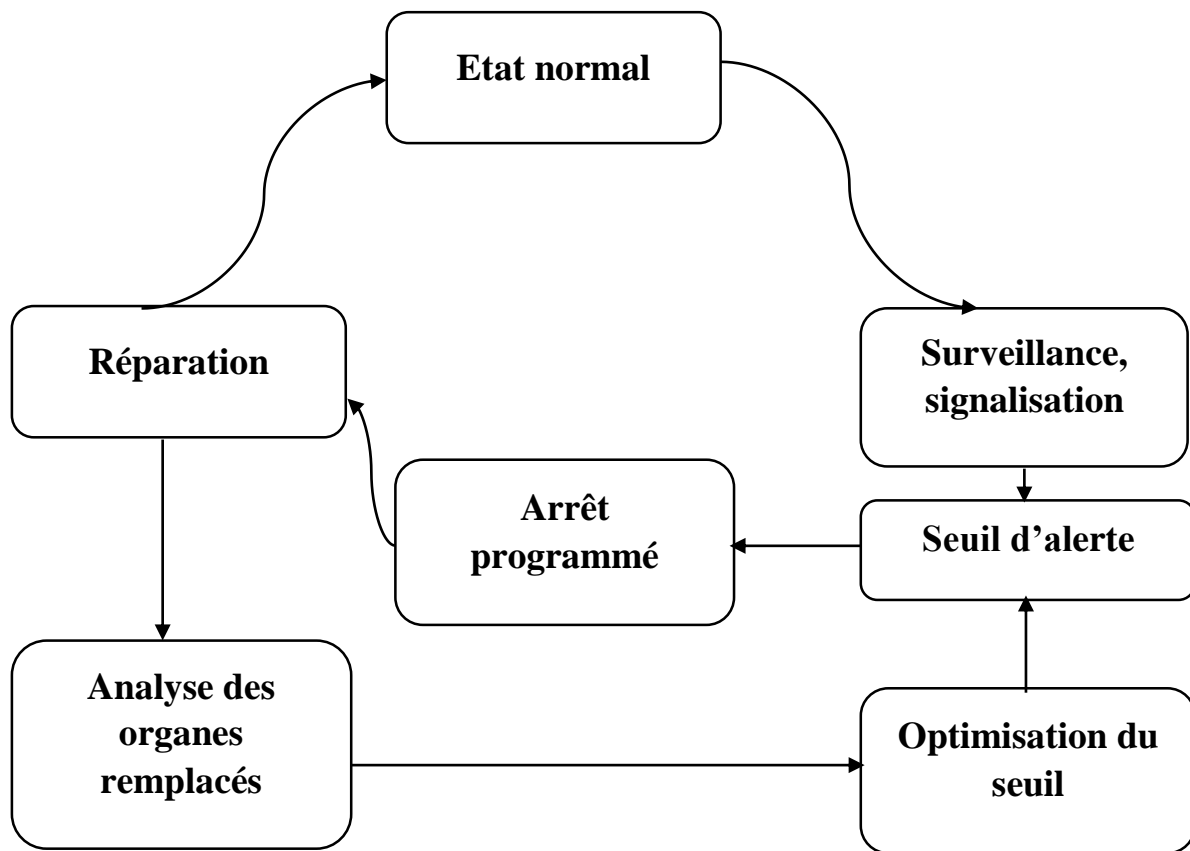 Etat normal
Réparation
Surveillance,
signalisation
Arrêt
programmé
Seuil d’alerte
Analyse des
organes
remplacés
Optimisation du
seuil